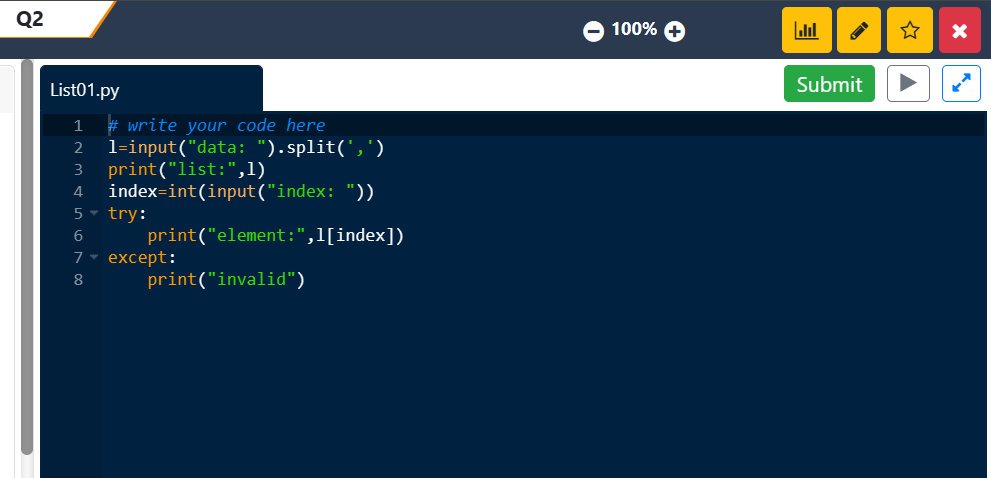 Q2
100%
Submit
List01.py
1 # write your code here
2 l=input("data: ").split(',')
3 print("list:",l)
4 index=int(input("index: "))
5 try:
6     print("element:",l[index])
7 except:
8     print("invalid")